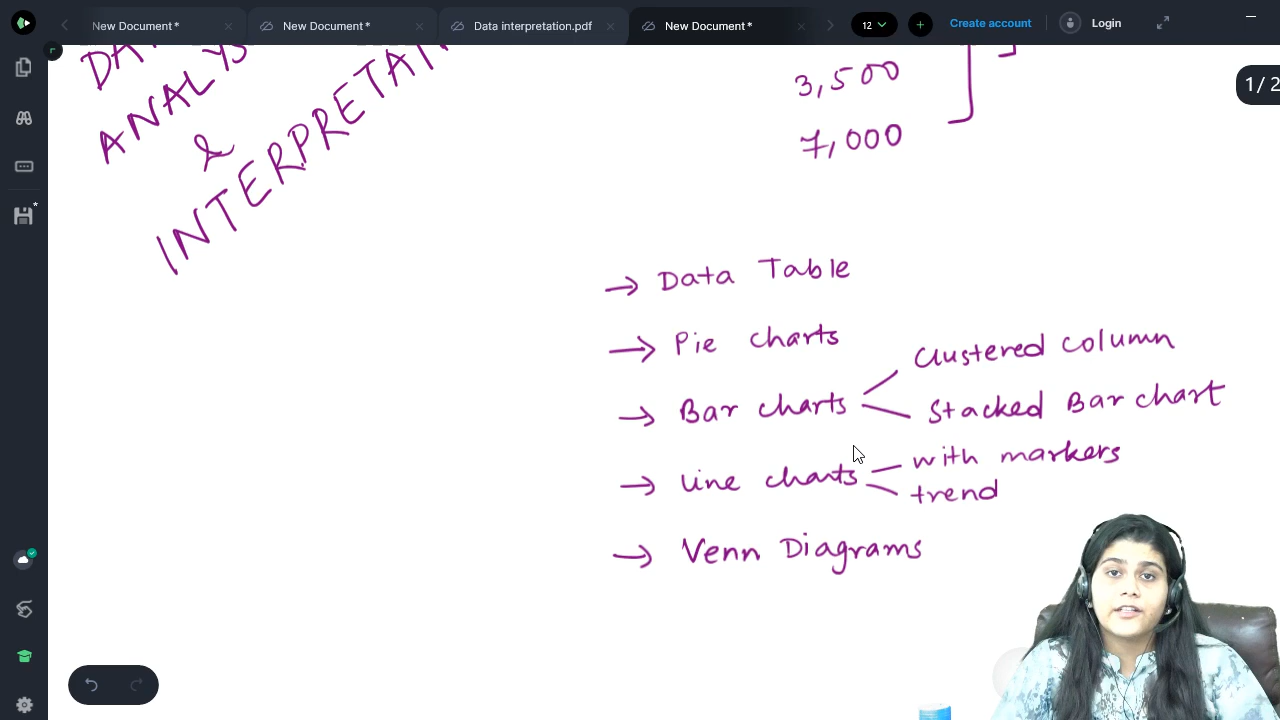 New Document*
New Document*
Data interpretation.pdf
New Document*
12
Create account
Login
1/2
ANALYS
&
INTERPRETATI
3,500
7,000
→ Data Table
→ Pie charts
→ Bar charts
Clustered column
Stacked Bar chart
→ Line charts
with markers
trend
→ Venn Diagrams